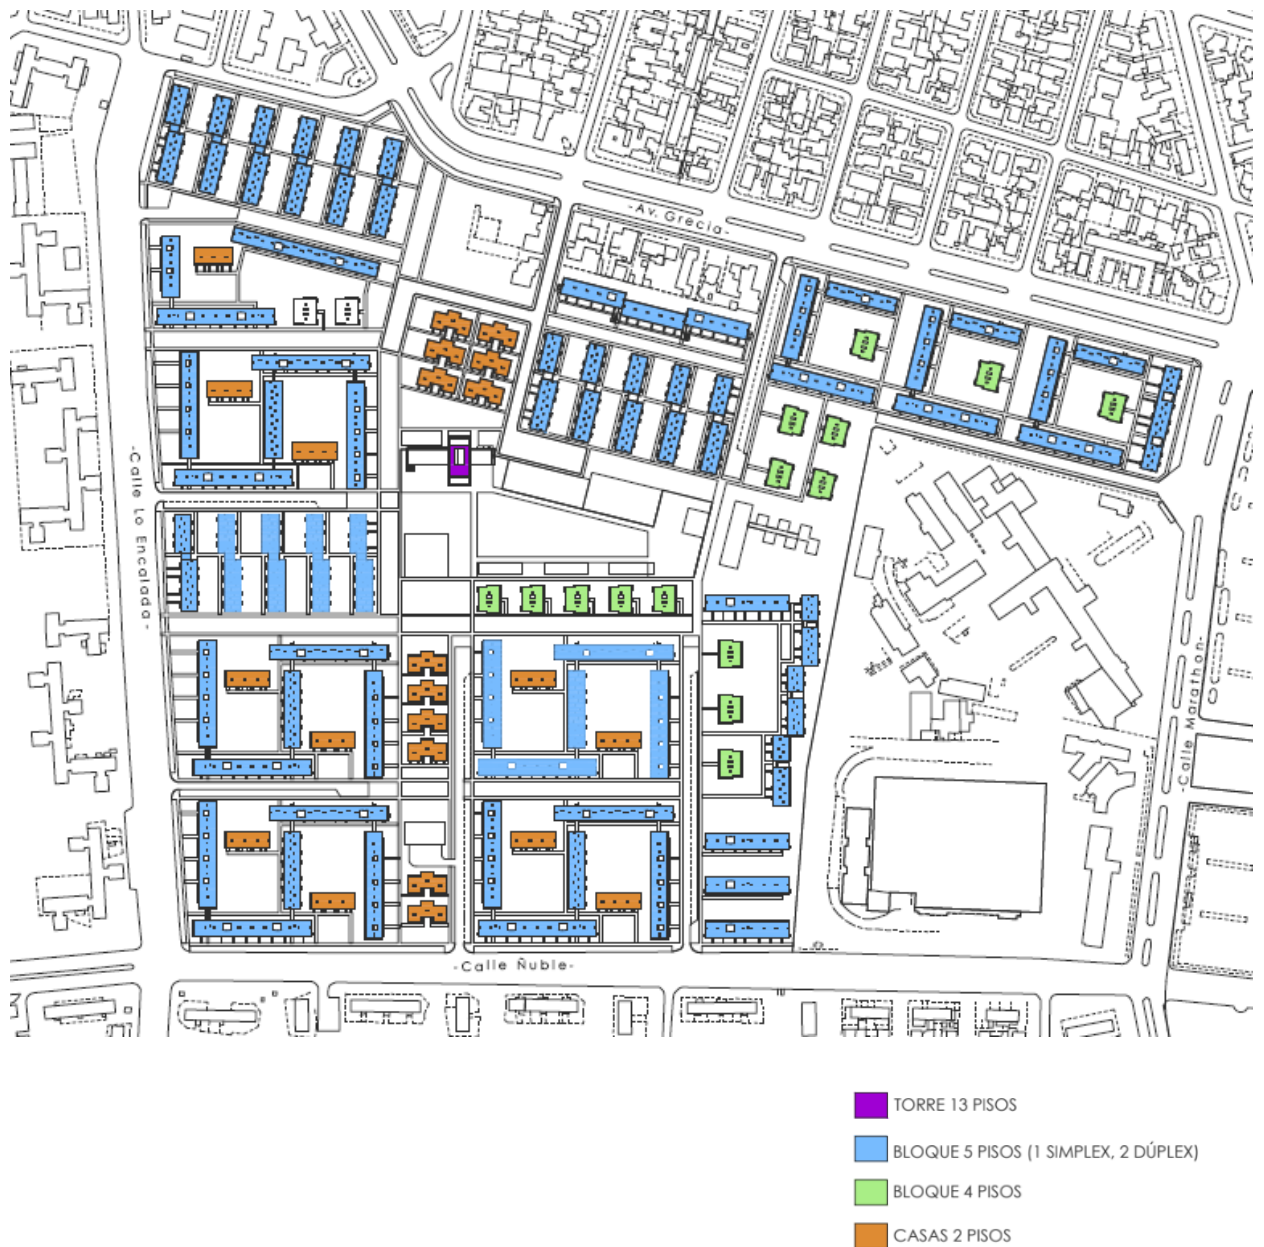 -Av. Grecia-
-Calle Lo Encalada-
-Calle Marathon-
-Calle Ñuble-
TORRE 13 PISOS
BLOQUE 5 PISOS (1 SIMPLEX, 2 DÚPLEX)
BLOQUE 4 PISOS
CASAS 2 PISOS